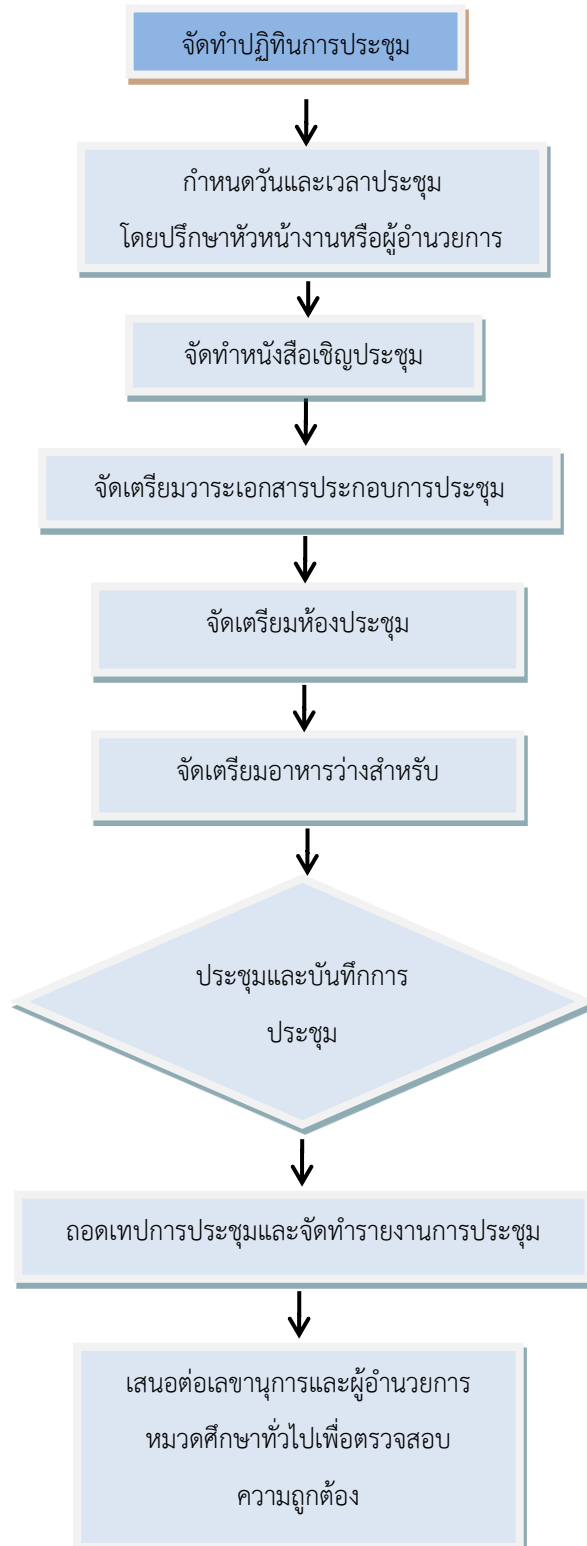 จัดทำปฏิทินการประชุม
กำหนดวันและเวลาประชุม
โดยปรึกษาหัวหน้างานหรือผู้อำนวยการ
จัดทำหนังสือเชิญประชุม
จัดเตรียมวาระเอกสารประกอบการประชุม
จัดเตรียมห้องประชุม
จัดเตรียมอาหารว่างสำหรับ
ประชุมและบันทึกการ
ประชุม
ถอดเทปการประชุมและจัดทำรายงานการประชุม
เสนอต่อเลขานุการและผู้อำนวยการ
หมวดศึกษาทั่วไปเพื่อตรวจสอบ
ความถูกต้อง